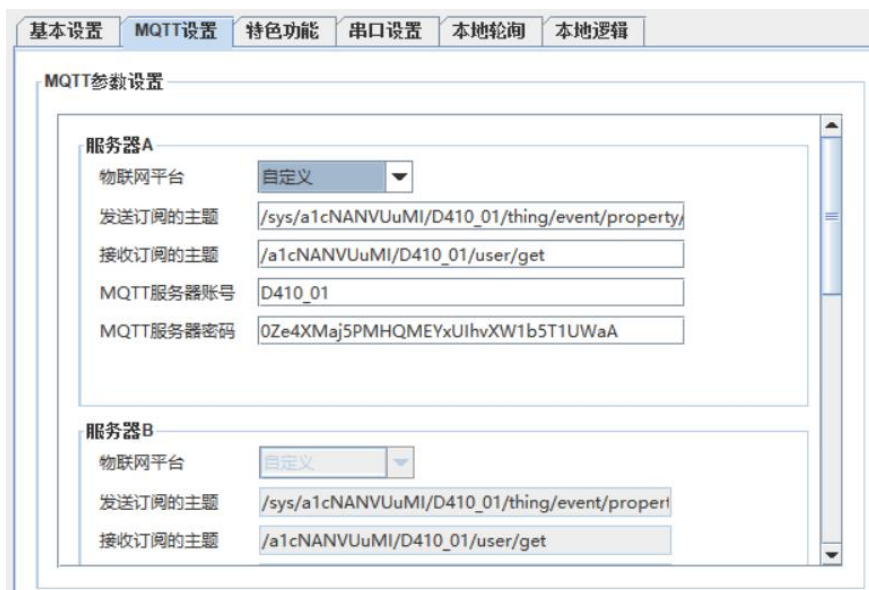 基本设置 MQTT设置 特色功能 串口设置 本地轮询 本地逻辑
MQTT参数设置
服务器A
物联网平台 自定义
发送订阅的主题 /sys/a1cNANVUuMI/D410_01/thing/event/property/
接收订阅的主题 /a1cNANVUuMI/D410_01/user/get
MQTT服务器账号 D410_01
MQTT服务器密码 0Ze4XMaj5PMHQMEYxUIhvXW1b5T1UWaA
服务器B
物联网平台 自定义
发送订阅的主题 /sys/a1cNANVUuMI/D410_01/thing/event/propert
接收订阅的主题 /a1cNANVUuMI/D410_01/user/get